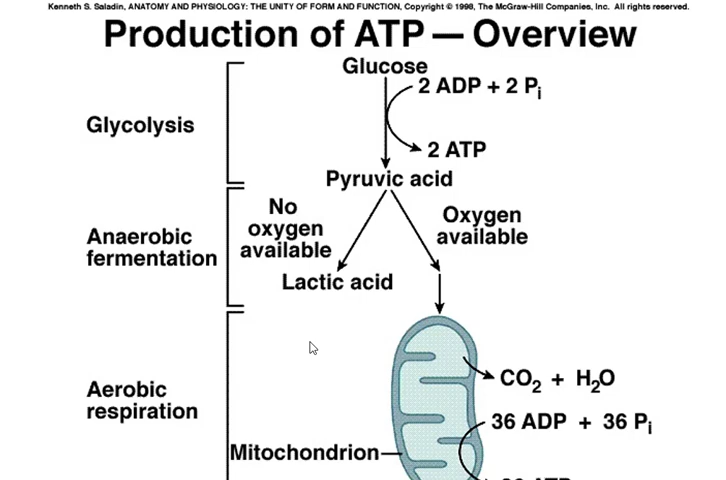 Kenneth S. Saladin, ANATOMY AND PHYSIOLOGY: THE UNITY OF FORM AND FUNCTION, Copyright © 1998, The McGraw-Hill Companies, Inc. All rights reserved.
Production of ATP — Overview
Glucose
2 ADP + 2 Pi
Glycolysis
2 ATP
Pyruvic acid
No
oxygen
available
Oxygen
available
Anaerobic
fermentation
Lactic acid
CO2 + H2O
Aerobic
respiration
36 ADP + 36 Pi
Mitochondrion